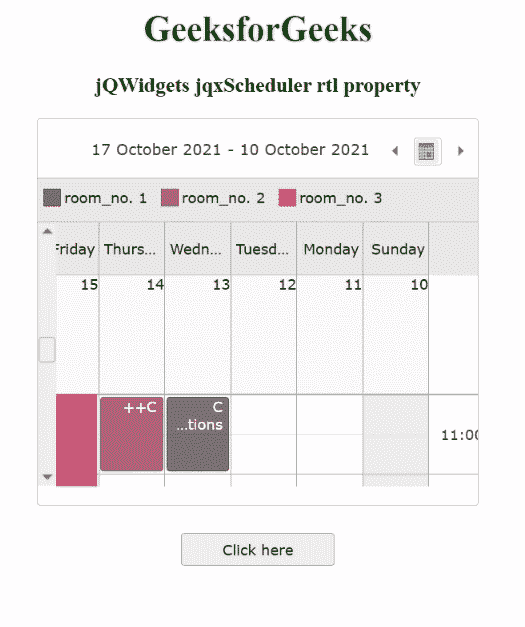 GeeksforGeeks
jQWidgets jqxScheduler rtl property
17 October 2021 - 10 October 2021
room_no. 1 room_no. 2 room_no. 3
Friday Thurs... Wedn... Tuesd... Monday Sunday
15 14 13 12 11 10
++C C
...tions
11:00
Click here